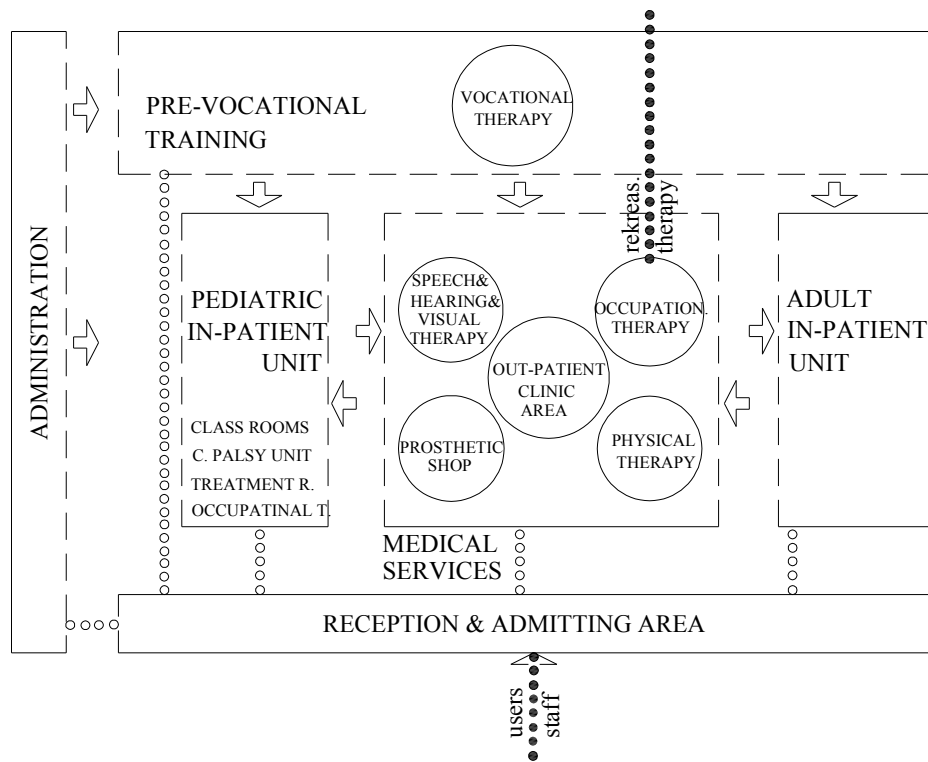 ADMINISTRATION
PRE-VOCATIONAL
TRAINING
VOCATIONAL
THERAPY
rekreas.
therapy
PEDIATRIC
IN-PATIENT
UNIT
CLASS ROOMS
C. PALSY UNIT
TREATMENT R.
OCCUPATINAL T.
SPEECH&
HEARING&
VISUAL
THERAPY
OCCUPATION.
THERAPY
OUT-PATIENT
CLINIC
AREA
PROSTHETIC
SHOP
PHYSICAL
THERAPY
ADULT
IN-PATIENT
UNIT
MEDICAL
SERVICES
RECEPTION & ADMITTING AREA
users
staff